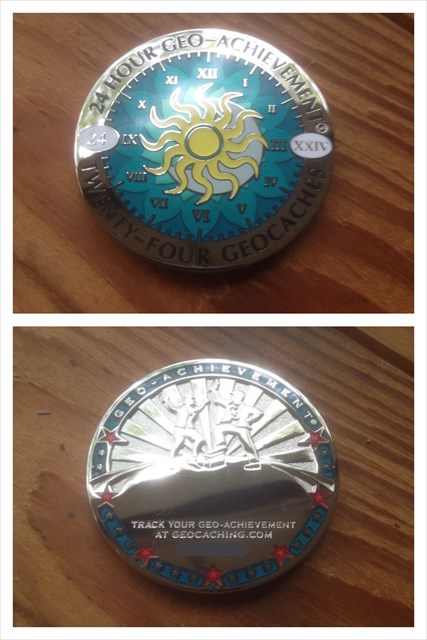 24 HOUR GEO-ACHIEVEMENT®
XII
I
II
III
IV
V
VI
VII
VIII
IX
X
XI
24
XXIV
TWENTY-FOUR GEOCACHES
GEO-ACHIEVEMENT®
TRACK YOUR GEO-ACHIEVEMENT
AT GEOCACHING.COM